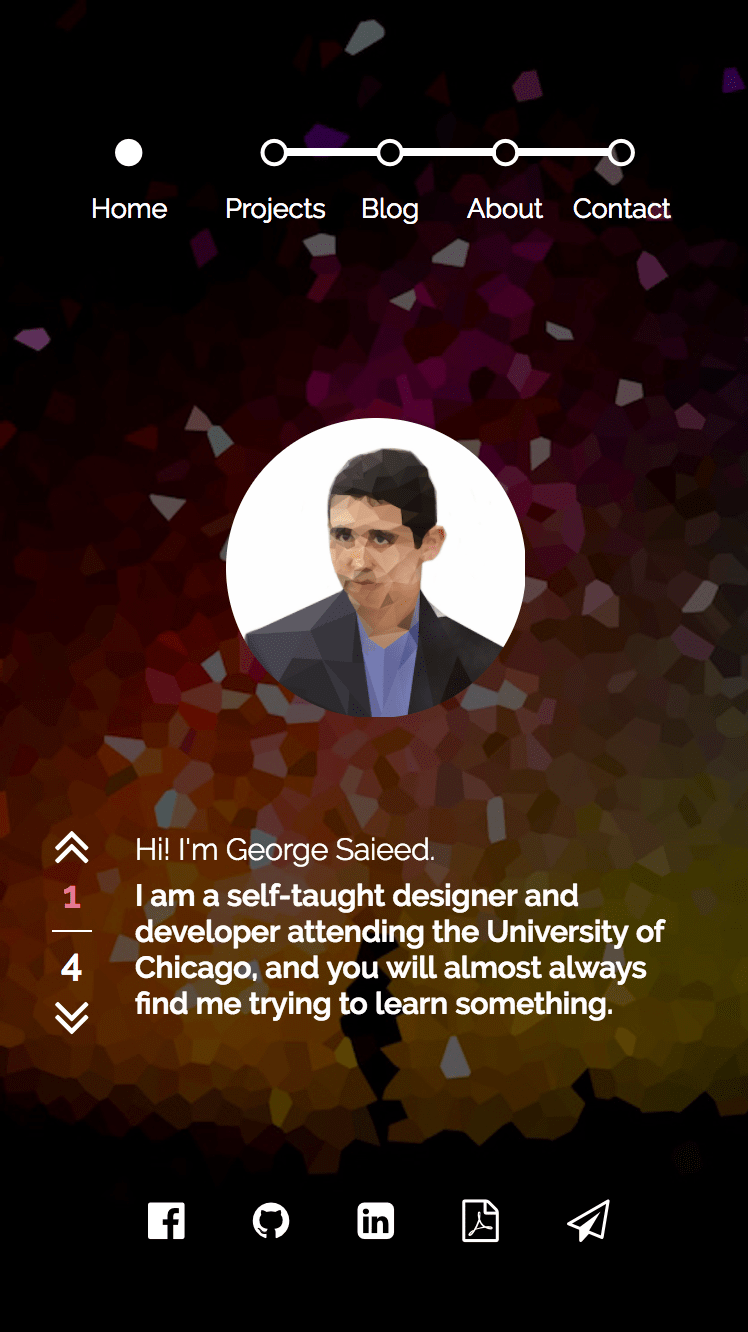 Home Projects Blog About Contact
Hi! I'm George Saieed.
1
I am a self-taught designer and
developer attending the University of
4
Chicago, and you will almost always
find me trying to learn something.
in